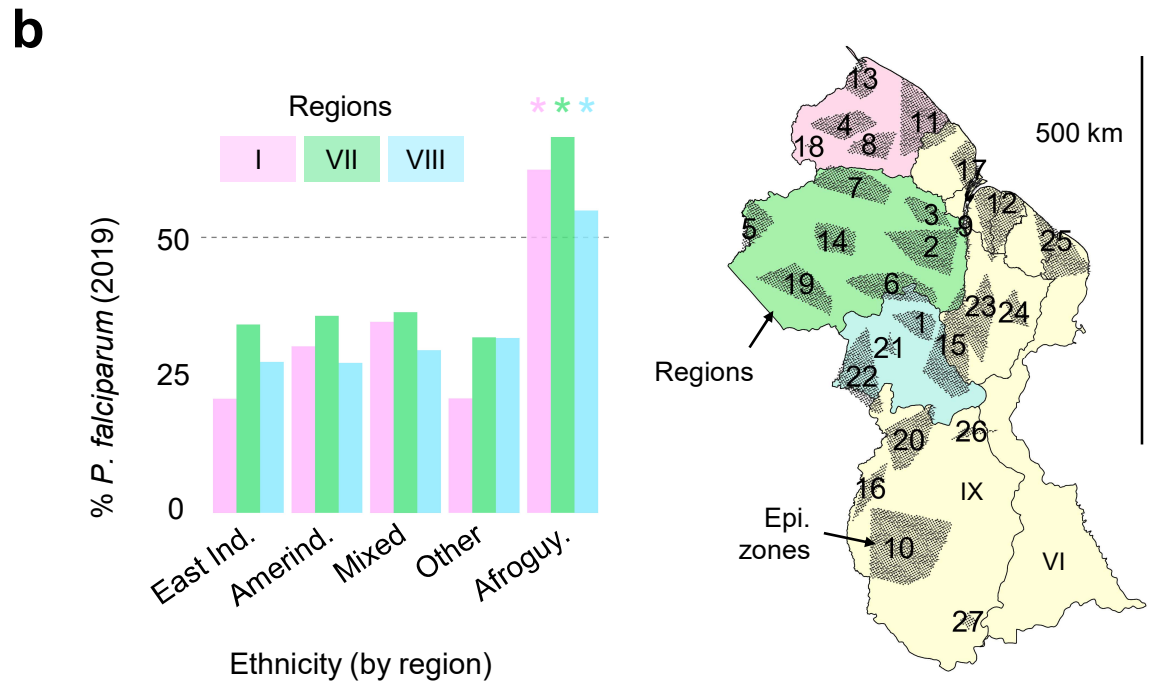 b
Regions
I VII VIII
* * *
% P. falciparum (2019)
50
25
0
East Ind.
Amerind.
Mixed
Other
Afroguy.
Ethnicity (by region)
500 km
13
4
11
18
8
17
7
12
3
9
5
14
2
25
19
6
23
24
1
21
15
22
Regions
20
26
16
IX
Epi.
zones
10
VI
27